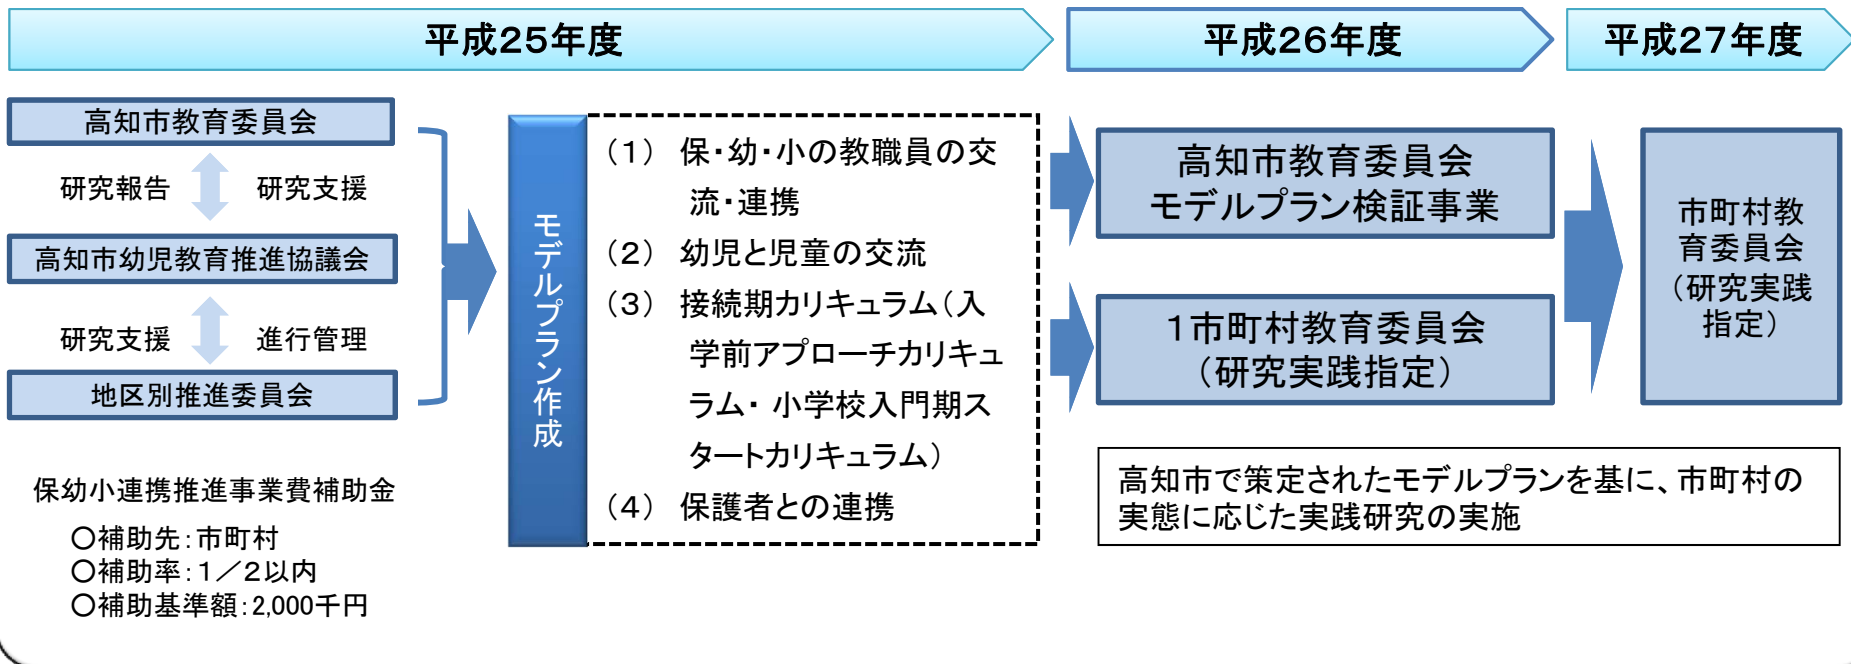 平成25年度
平成26年度
平成27年度
高知市教育委員会
研究報告 研究支援
高知市幼児教育推進協議会
研究支援 進行管理
地区別推進委員会
保幼小連携推進事業費補助金
○補助先:市町村
○補助率:1/2以内
○補助基準額:2,000千円
モデルプラン作成
(1) 保・幼・小の教職員の交
流・連携
(2) 幼児と児童の交流
(3) 接続期カリキュラム(入
学前アプローチカリキュ
ラム・ 小学校入門期ス
タートカリキュラム)
(4) 保護者との連携
高知市教育委員会
モデルプラン検証事業
1市町村教育委員会
(研究実践指定)
市町村教
育委員会
(研究実践
指定)
高知市で策定されたモデルプランを基に、市町村の
実態に応じた実践研究の実施